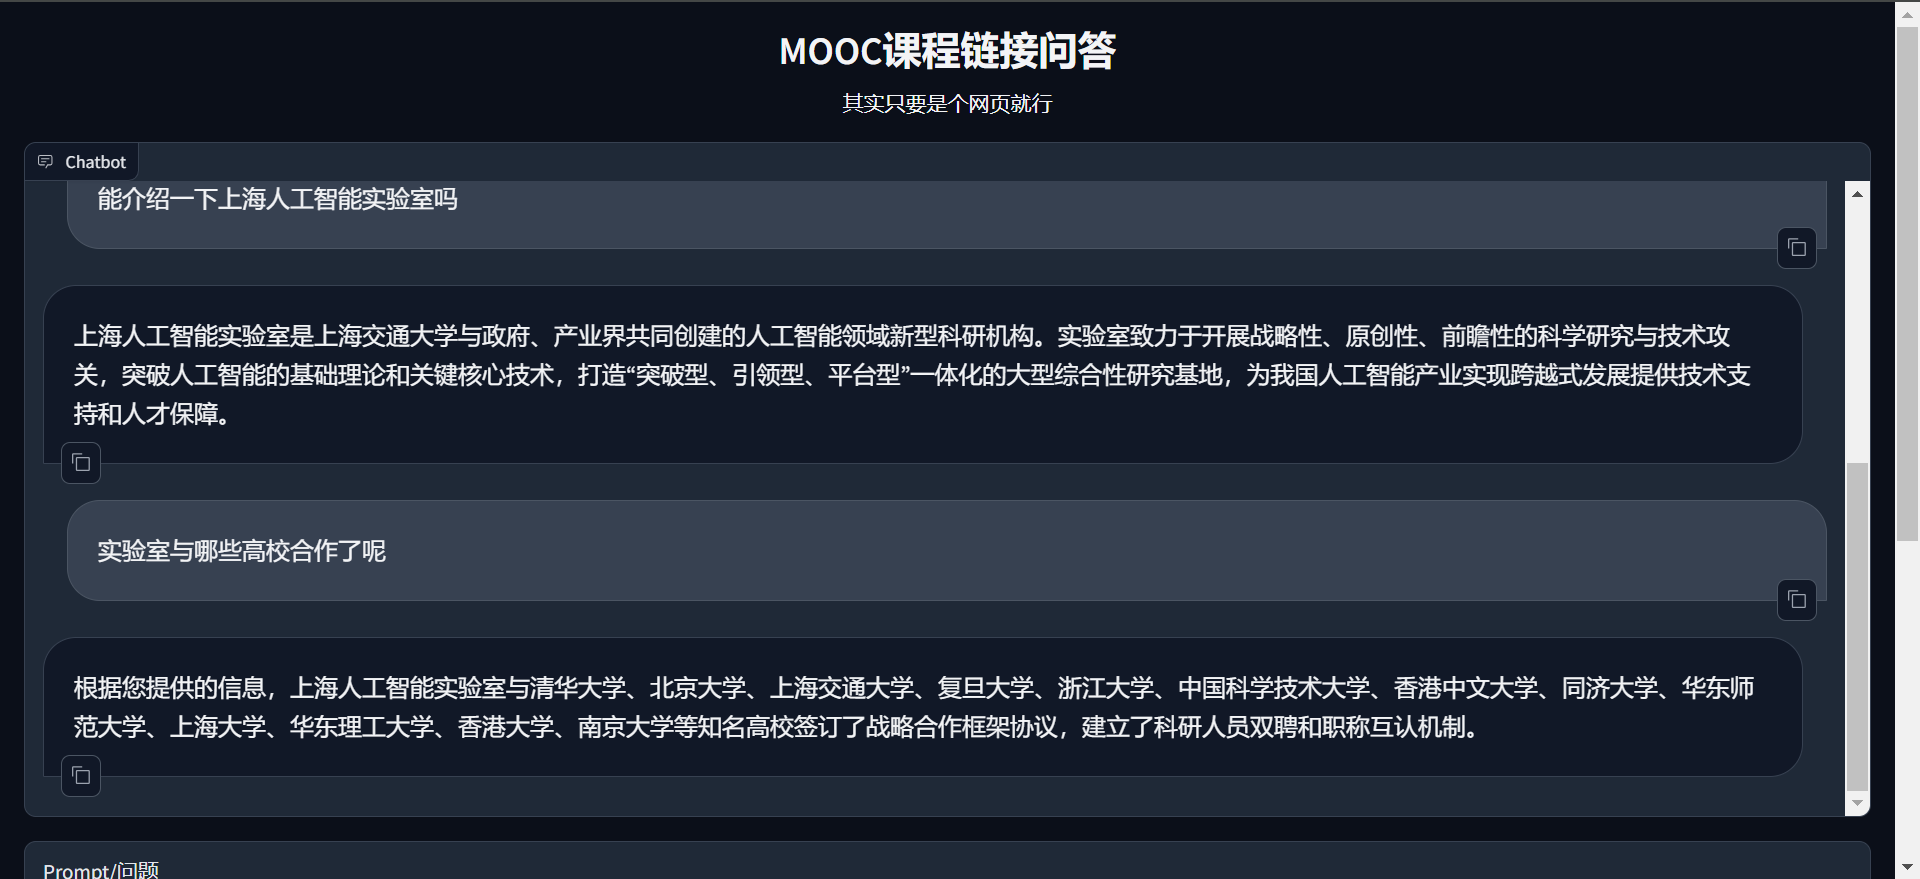 MOOC课程链接问答
其实只要是个网页就行
Chatbot
能介绍一下上海人工智能实验室吗
上海人工智能实验室是上海交通大学与政府、产业界共同创建的人工智能领域新型科研机构。实验室致力于开展战略性、原创性、前瞻性的科学研究与技术攻
关，突破人工智能的基础理论和关键核心技术，打造“突破型、引领型、平台型”一体化的大型综合性研究基地，为我国人工智能产业实现跨越式发展提供技术支
持和人才保障。
实验室与哪些高校合作了呢
根据您提供的信息，上海人工智能实验室与清华大学、北京大学、上海交通大学、复旦大学、浙江大学、中国科学技术大学、香港中文大学、同济大学、华东师
范大学、上海大学、华东理工大学、香港大学、南京大学等知名高校签订了战略合作框架协议，建立了科研人员双聘和职称互认机制。
Prompt/问题